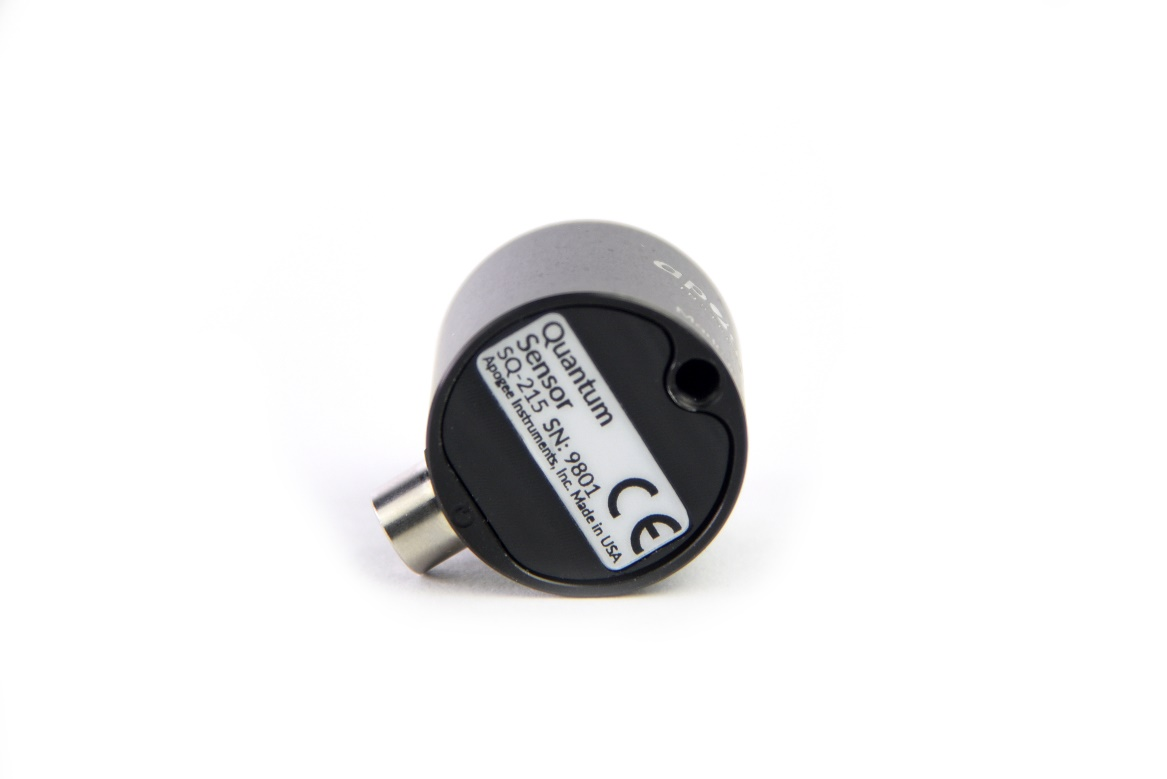 Quantum
Sensor
SQ-215 SN: 9801
Apogee Instruments, Inc. Made in USA
CE